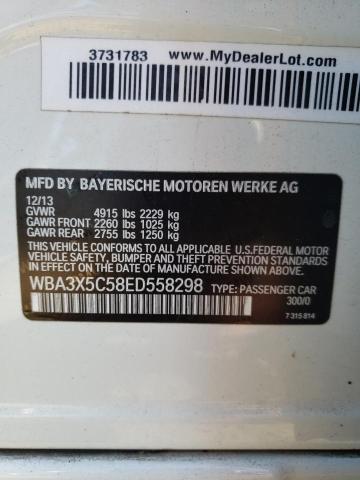 3731783
www.MyDealerLot.com
MFD BY BAYERISCHE MOTOREN WERKE AG
12/13
GVWR 4915 lbs 2229 kg
GAWR FRONT 2260 lbs 1025 kg
GAWR REAR 2755 lbs 1250 kg
THIS VEHICLE CONFORMS TO ALL APPLICABLE U.S.FEDERAL MOTOR
VEHICLE SAFETY, BUMPER AND THEFT PREVENTION STANDARDS IN
EFFECT ON THE DATE OF MANUFACTURE SHOWN ABOVE.
WBA3X5C58ED558298 TYPE: PASSENGER CAR
300/0
7 315 814